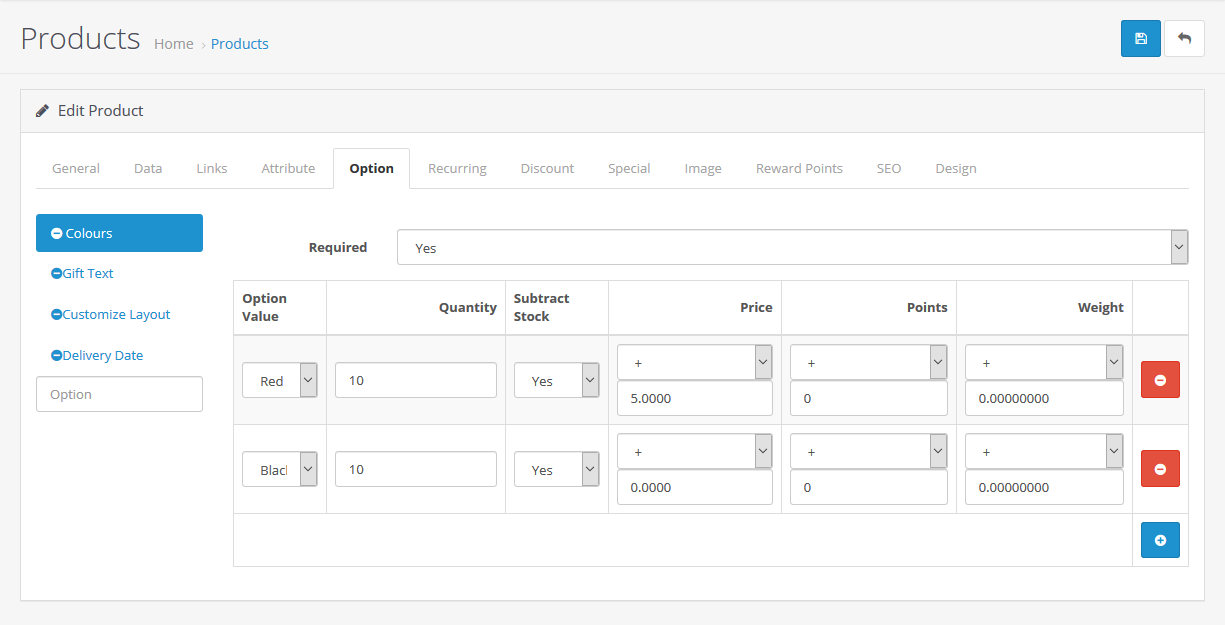 Products Home › Products
Edit Product
General Data Links Attribute Option Recurring Discount Special Image Reward Points SEO Design
Colours
Gift Text
Customize Layout
Delivery Date
Option
Required Yes
Option Value Quantity Subtract Stock Price Points Weight
Red 10 Yes + + +
5.0000 0 0.00000000
Blacl 10 Yes + + +
0.0000 0 0.00000000